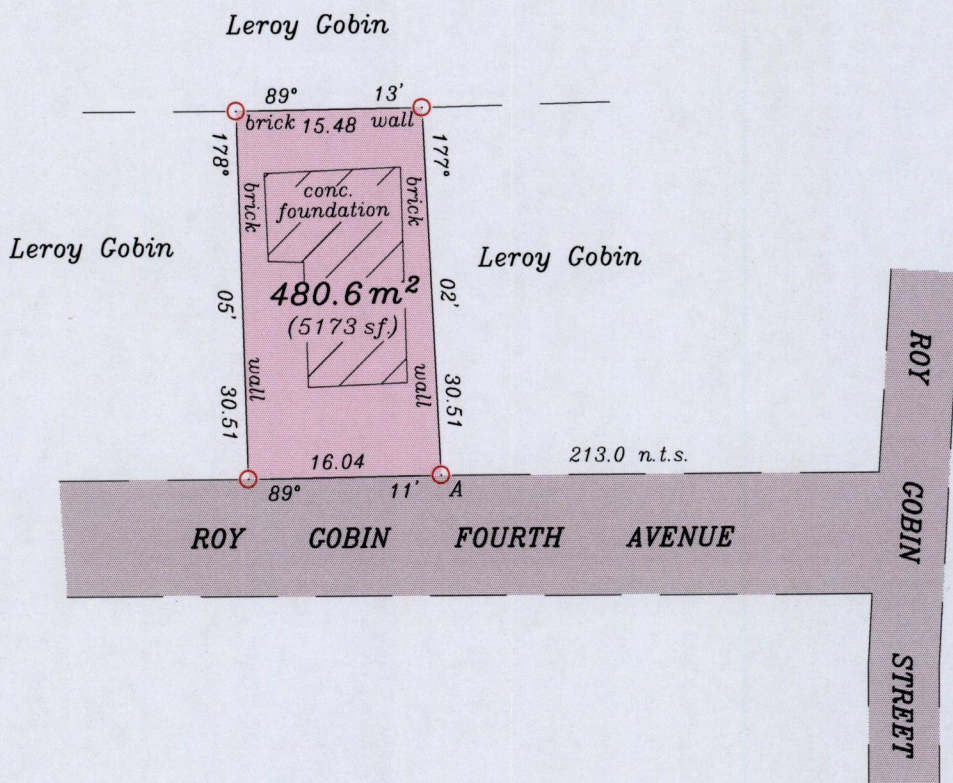 Leroy Gobin
89° 13'
brick 15.48 wall
178° 05' 30.51
brick wall
177° 02' 30.51
brick wall
conc.
foundation
Leroy Gobin
Leroy Gobin
480.6 m²
(5173 sf.)
16.04
213.0 n.t.s.
89° 11' A
ROY GOBIN FOURTH AVENUE
ROY GOBIN STREET